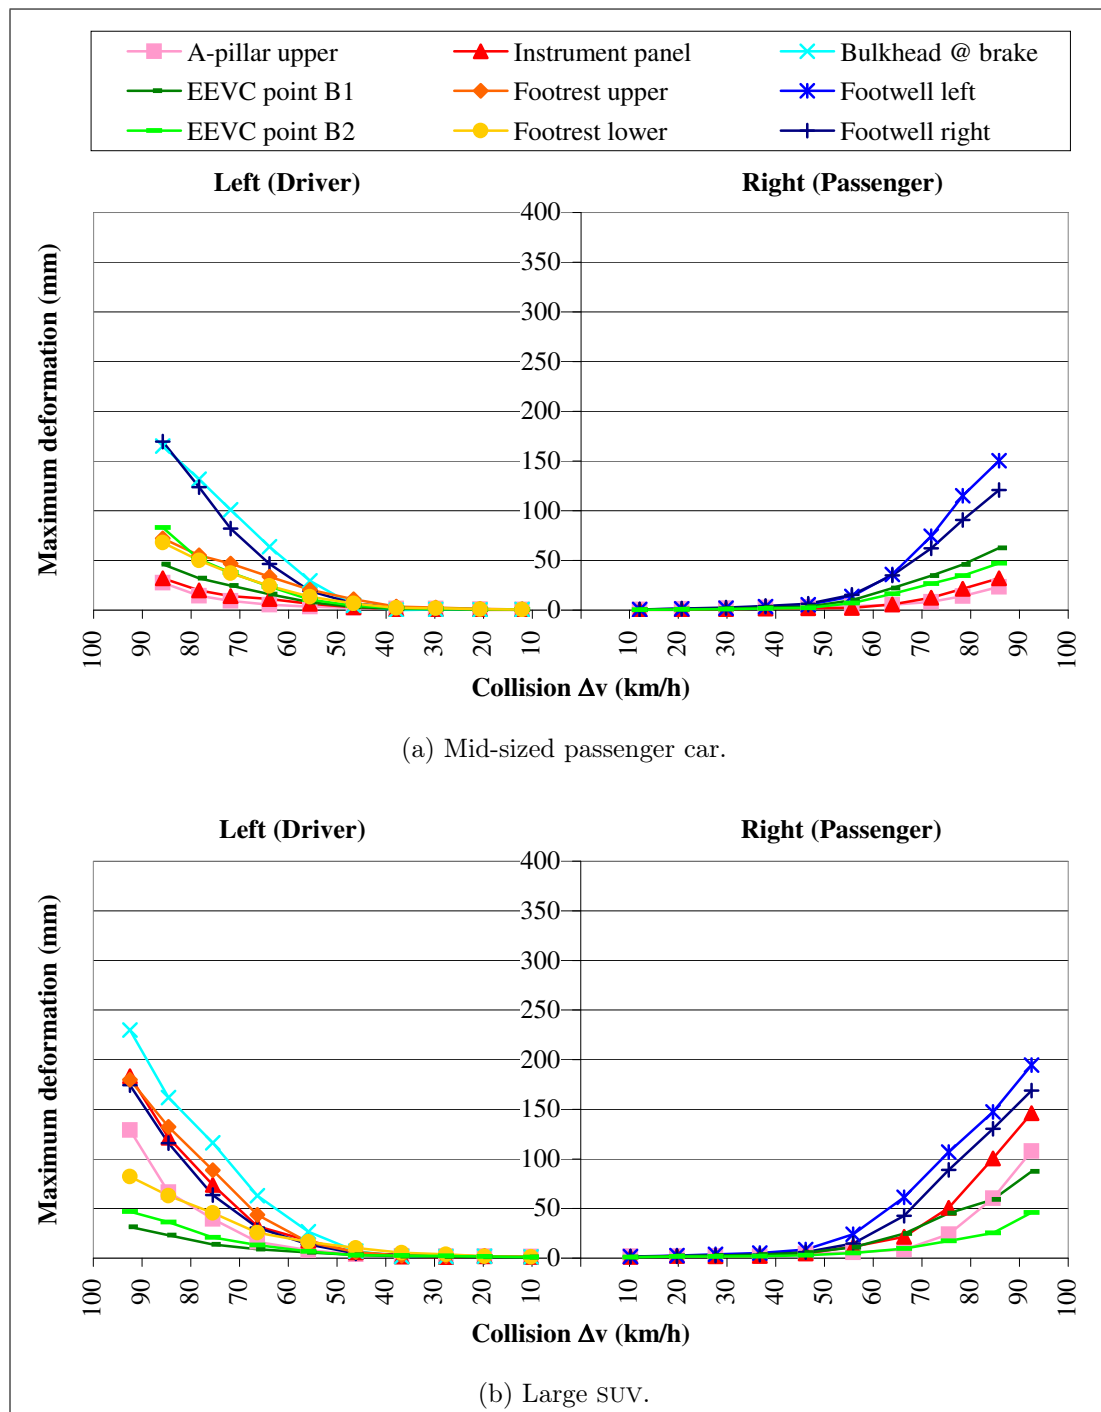 A-pillar upper Instrument panel Bulkhead @ brake
EEVC point B1 Footrest upper Footwell left
EEVC point B2 Footrest lower Footwell right
Left (Driver) Right (Passenger)
Maximum deformation (mm)
400
350
300
250
200
150
100
50
0
100 90 80 70 60 50 40 30 20 10 10 20 30 40 50 60 70 80 90 100
Collision Δv (km/h)
(a) Mid-sized passenger car.
Left (Driver) Right (Passenger)
Maximum deformation (mm)
400
350
300
250
200
150
100
50
0
100 90 80 70 60 50 40 30 20 10 10 20 30 40 50 60 70 80 90 100
Collision Δv (km/h)
(b) Large SUV.